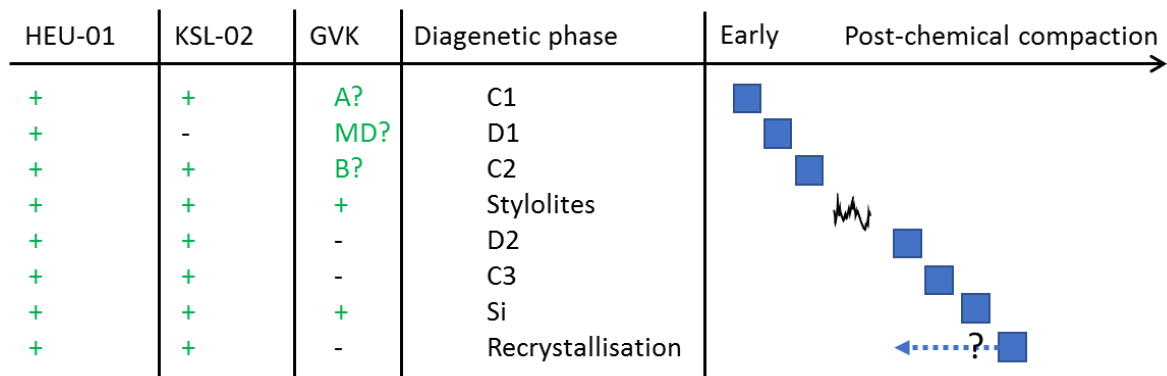 HEU-01 KSL-02 GVK Diagenetic phase Early Post-chemical compaction
+ + A? C1
+ - MD? D1
+ + B? C2
+ + + Stylolites
+ + - D2
+ + - C3
+ + + Si
+ + - Recrystallisation ?